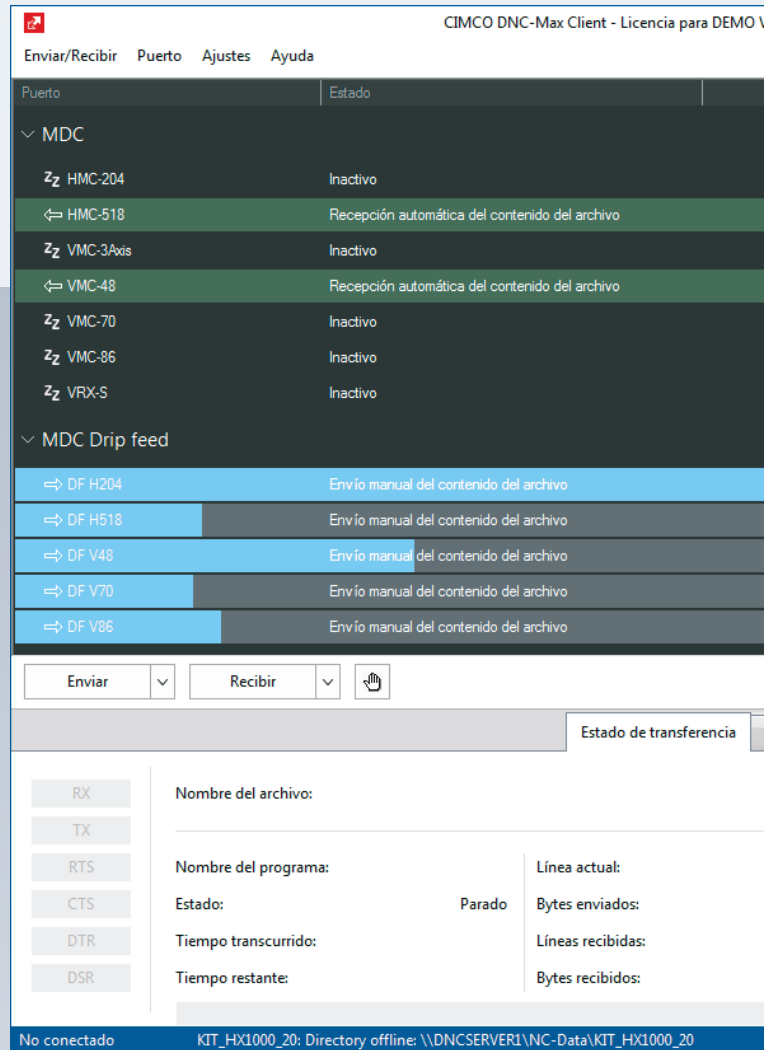 CIMCO DNC-Max Client - Licencia para DEMO
Enviar/Recibir Puerto Ajustes Ayuda
Puerto Estado
MDC
zZ HMC-204 Inactivo
HMC-518 Recepción automática del contenido del archivo
zZ VMC-3Axis Inactivo
VMC-48 Recepción automática del contenido del archivo
zZ VMC-70 Inactivo
zZ VMC-86 Inactivo
zZ VRX-S Inactivo
MDC Drip feed
DF H204 Envío manual del contenido del archivo
DF H518 Envío manual del contenido del archivo
DF V48 Envío manual del contenido del archivo
DF V70 Envío manual del contenido del archivo
DF V86 Envío manual del contenido del archivo
Enviar Recibir
Estado de transferencia
RX Nombre del archivo:
TX
RTS Nombre del programa: Línea actual:
CTS Estado: Parado Bytes enviados:
DTR Tiempo transcurrido: Líneas recibidas:
DSR Tiempo restante: Bytes recibidos:
No conectado KIT_HX1000_20: Directory offline: \\DNCSERVER1\NC-Data\KIT_HX1000_20